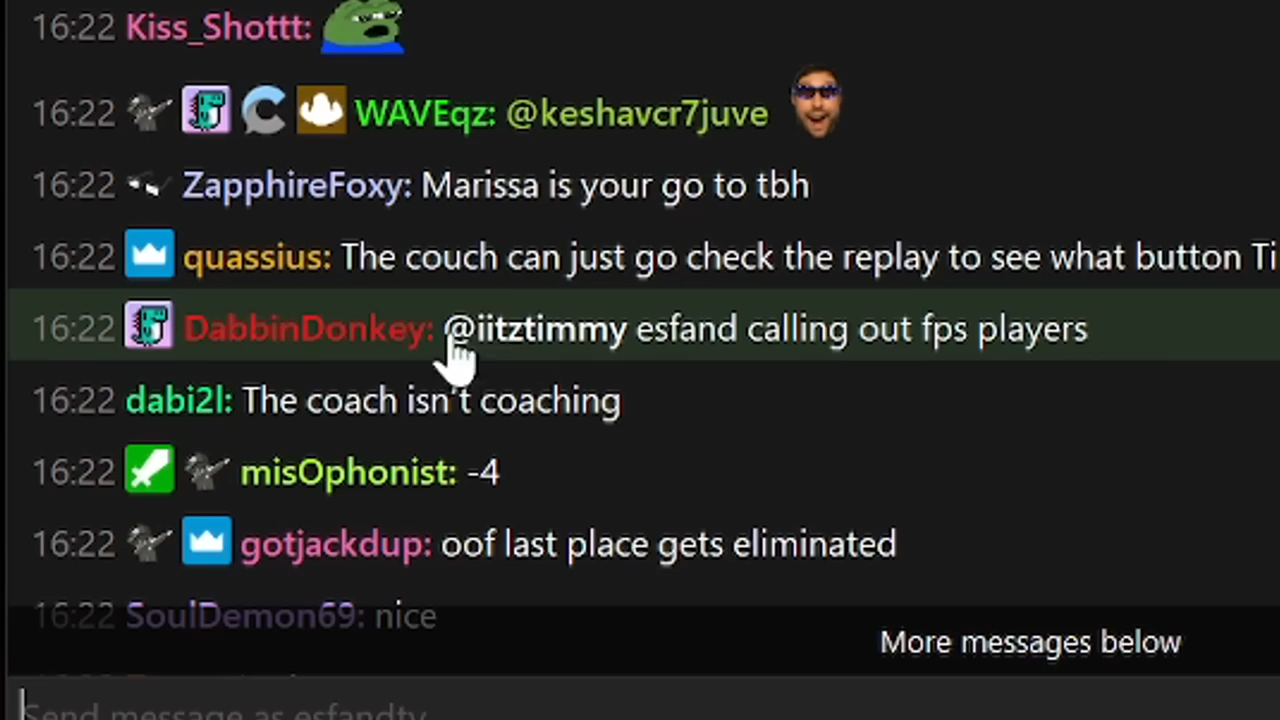 16:22 Kiss_Shottt:
16:22 WAVEqz: @keshavcr7juve
16:22 ZapphireFoxy: Marissa is your go to tbh
16:22 quassius: The couch can just go check the replay to see what button Ti
16:22 DabbinDonkey: @iitztimmy esfand calling out fps players
16:22 dabi2l: The coach isn't coaching
16:22 misOphonist: -4
16:22 gotjackdup: oof last place gets eliminated
16:22 SoulDemon69: nice
More messages below
Send message as esfandtv